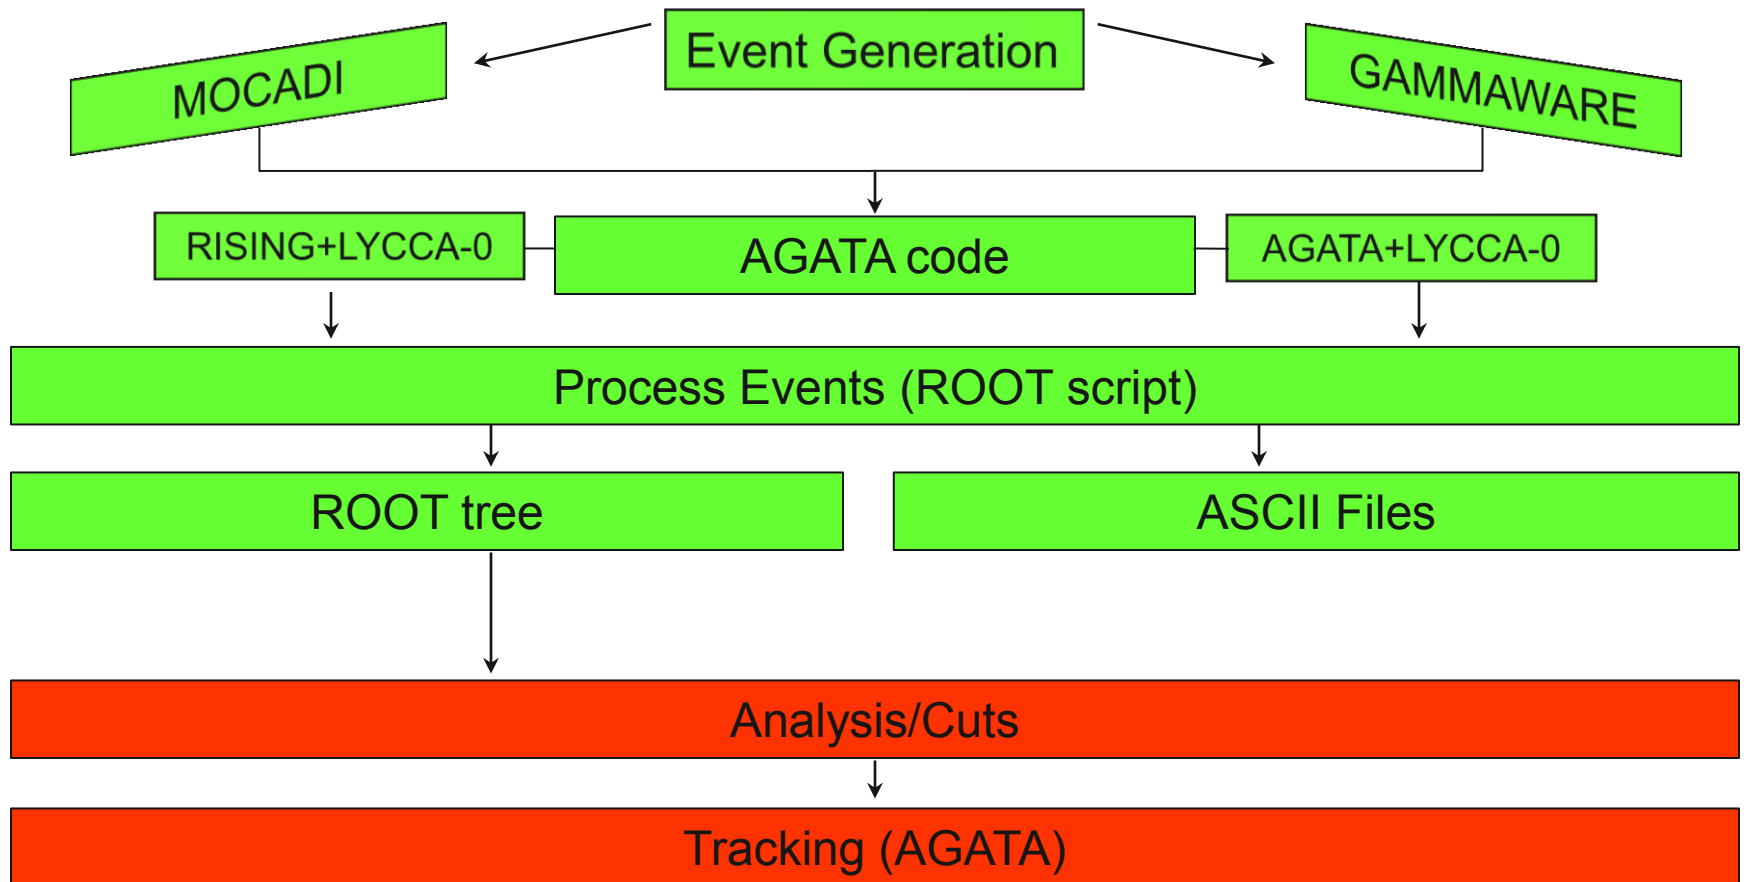 Event Generation
MOCADI
GAMMAWARE
RISING+LYCCA-0
AGATA code
AGATA+LYCCA-0
Process Events (ROOT script)
ROOT tree
ASCII Files
Analysis/Cuts
Tracking (AGATA)